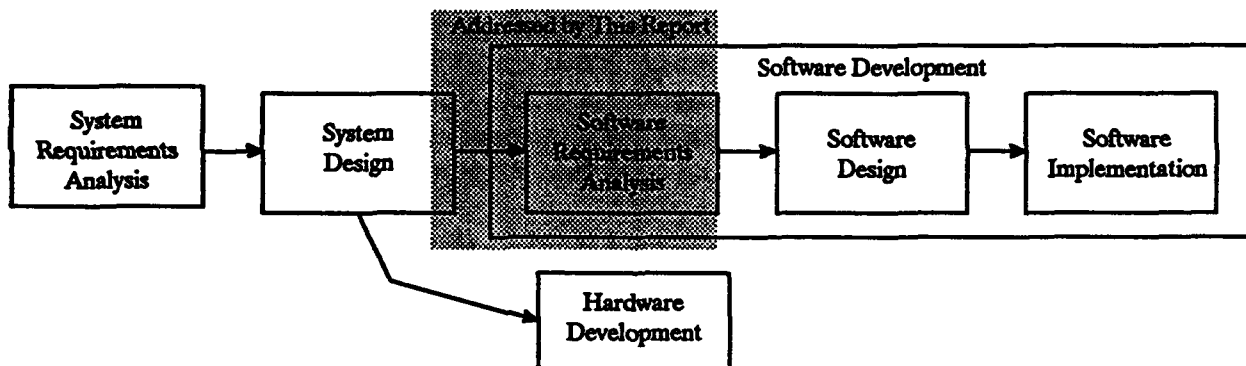 Addressed by This Report
Software Development
System
Requirements
Analysis
System
Design
Software
Requirements
Analysis
Software
Design
Software
Implementation
Hardware
Development